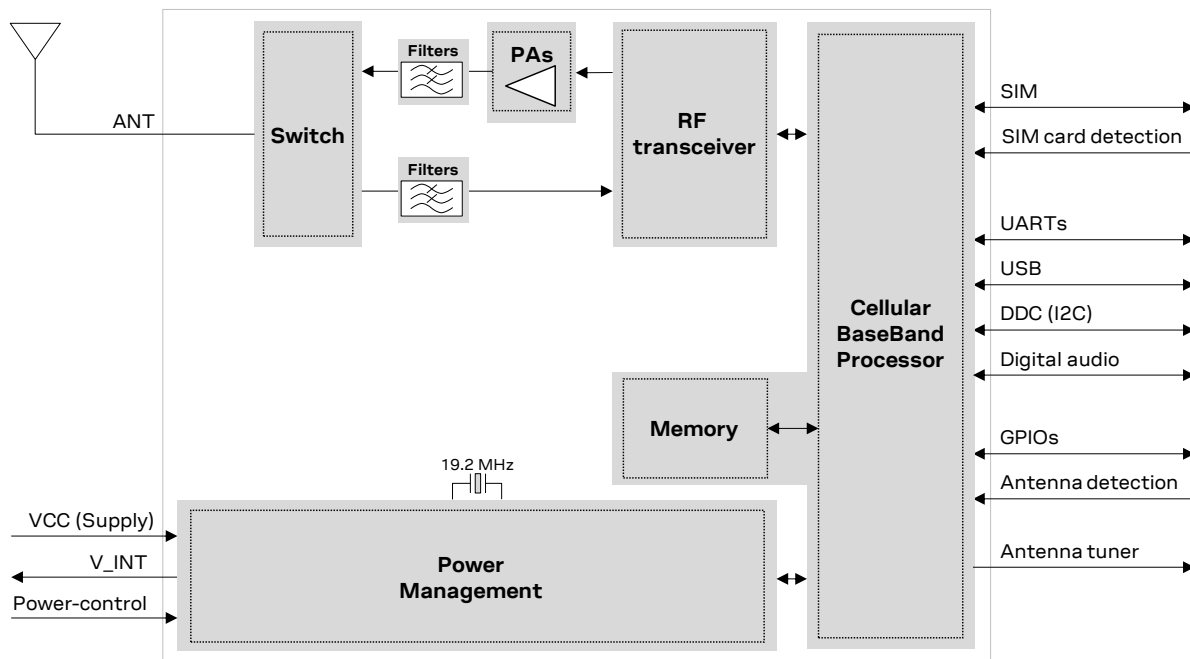 ANT
Switch
Filters
PAs
Filters
RF
transceiver
Cellular
BaseBand
Processor
Memory
19.2 MHz
Power
Management
VCC (Supply)
V_INT
Power-control
SIM
SIM card detection
UARTs
USB
DDC (I2C)
Digital audio
GPIOs
Antenna detection
Antenna tuner